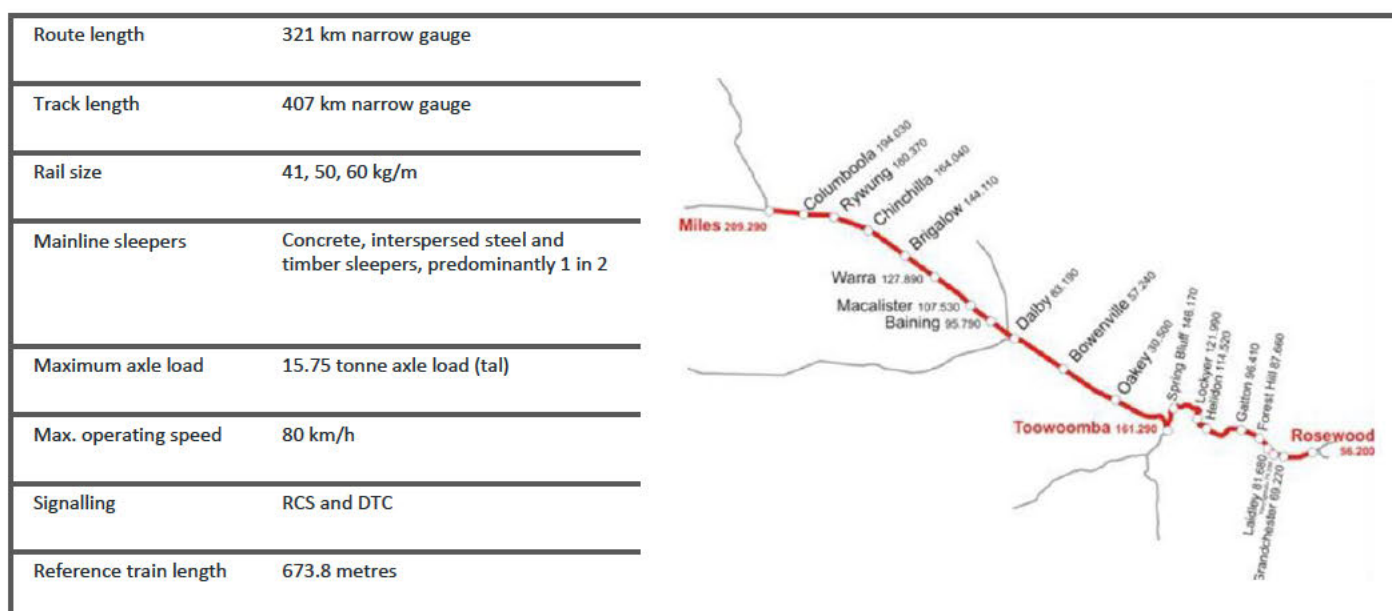 Route length 321 km narrow gauge
Track length 407 km narrow gauge
Rail size 41, 50, 60 kg/m
Mainline sleepers Concrete, interspersed steel and
timber sleepers, predominantly 1 in 2
Maximum axle load 15.75 tonne axle load (tal)
Max. operating speed 80 km/h
Signalling RCS and DTC
Reference train length 673.8 metres
Miles 209.290
Columboola 194.030
Rywung 180.370
Chinchilla 164.040
Brigalow 144.110
Warra 127.890
Macalister 107.530
Baining 95.790
Dalby 83.190
Bowenville 57.240
Oakey 30.500
Toowoomba 161.290
Spring Bluff 146.170
Lockyer 121.990
Helidon 114.520
Gatton 96.410
Forest Hill 87.660
Laidley 81.680
Grandchester 69.220
Rosewood
56.200